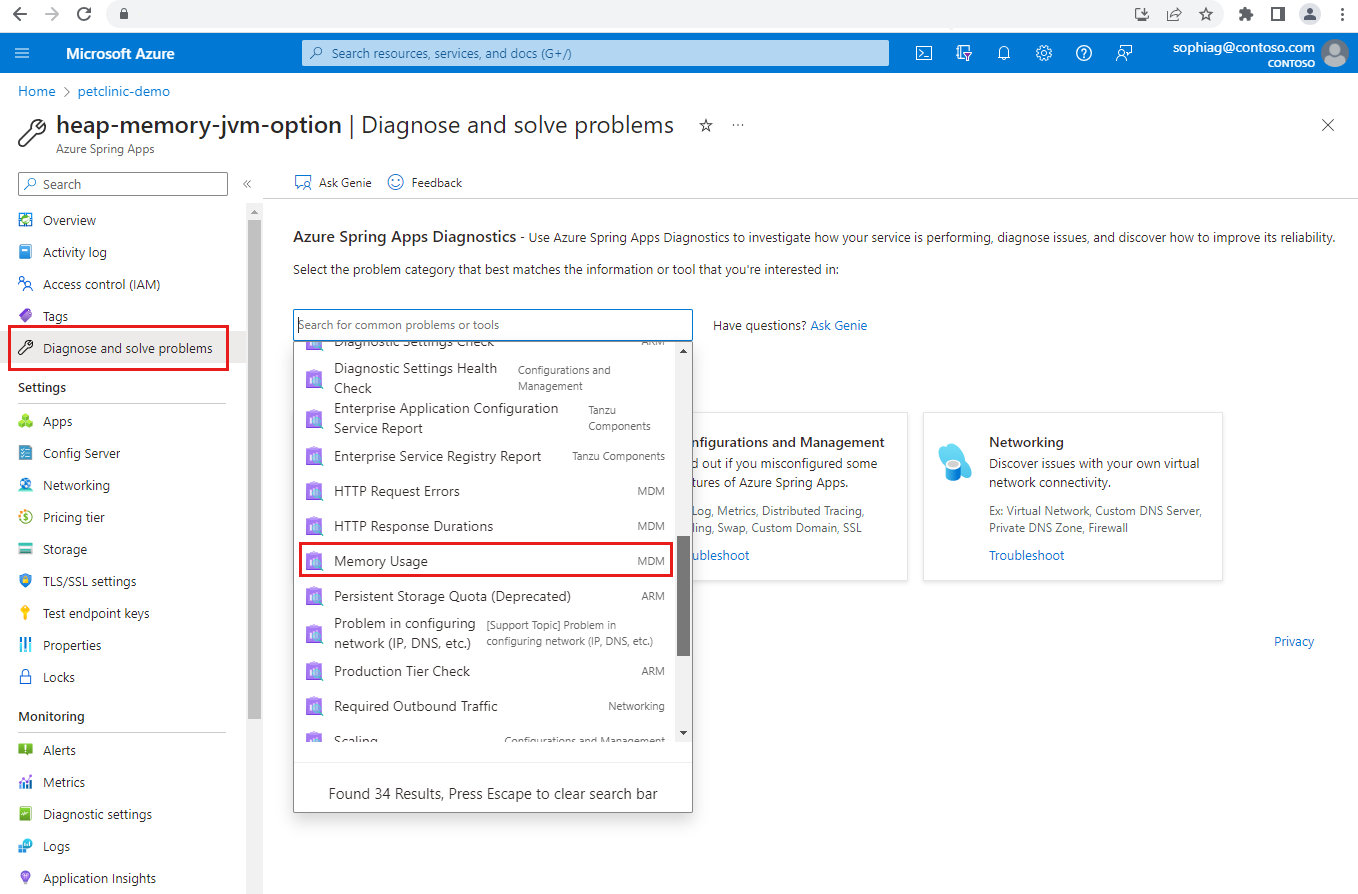 Microsoft Azure
Search resources, services, and docs (G+/)
sophiag@contoso.com
CONTOSO
Home > petclinic-demo
heap-memory-jvm-option | Diagnose and solve problems
Azure Spring Apps
Search
Ask Genie
Feedback
Overview
Activity log
Access control (IAM)
Tags
Diagnose and solve problems
Settings
Apps
Config Server
Networking
Pricing tier
Storage
TLS/SSL settings
Test endpoint keys
Properties
Locks
Monitoring
Alerts
Metrics
Diagnostic settings
Logs
Application Insights
Azure Spring Apps Diagnostics - Use Azure Spring Apps Diagnostics to investigate how your service is performing, diagnose issues, and discover how to improve its reliability.
Select the problem category that best matches the information or tool that you're interested in:
Search for common problems or tools
Have questions? Ask Genie
Diagnostic Settings Check ARM
Diagnostic Settings Health
Check
Configurations and
Management
Enterprise Application Configuration
Service Report
Tanzu
Components
Enterprise Service Registry Report Tanzu Components
HTTP Request Errors MDM
HTTP Response Durations MDM
Memory Usage MDM
Persistent Storage Quota (Deprecated) ARM
Problem in configuring
network (IP, DNS, etc.)
[Support Topic] Problem in
configuring network (IP, DNS, etc.)
Production Tier Check ARM
Required Outbound Traffic Networking
Scaling Configurations and Management
Found 34 Results, Press Escape to clear search bar
nfigurations and Management
d out if you misconfigured some
tures of Azure Spring Apps.
Log, Metrics, Distributed Tracing,
ling, Swap, Custom Domain, SSL
ubleshoot
Networking
Discover issues with your own virtual
network connectivity.
Ex: Virtual Network, Custom DNS Server,
Private DNS Zone, Firewall
Troubleshoot
Privacy